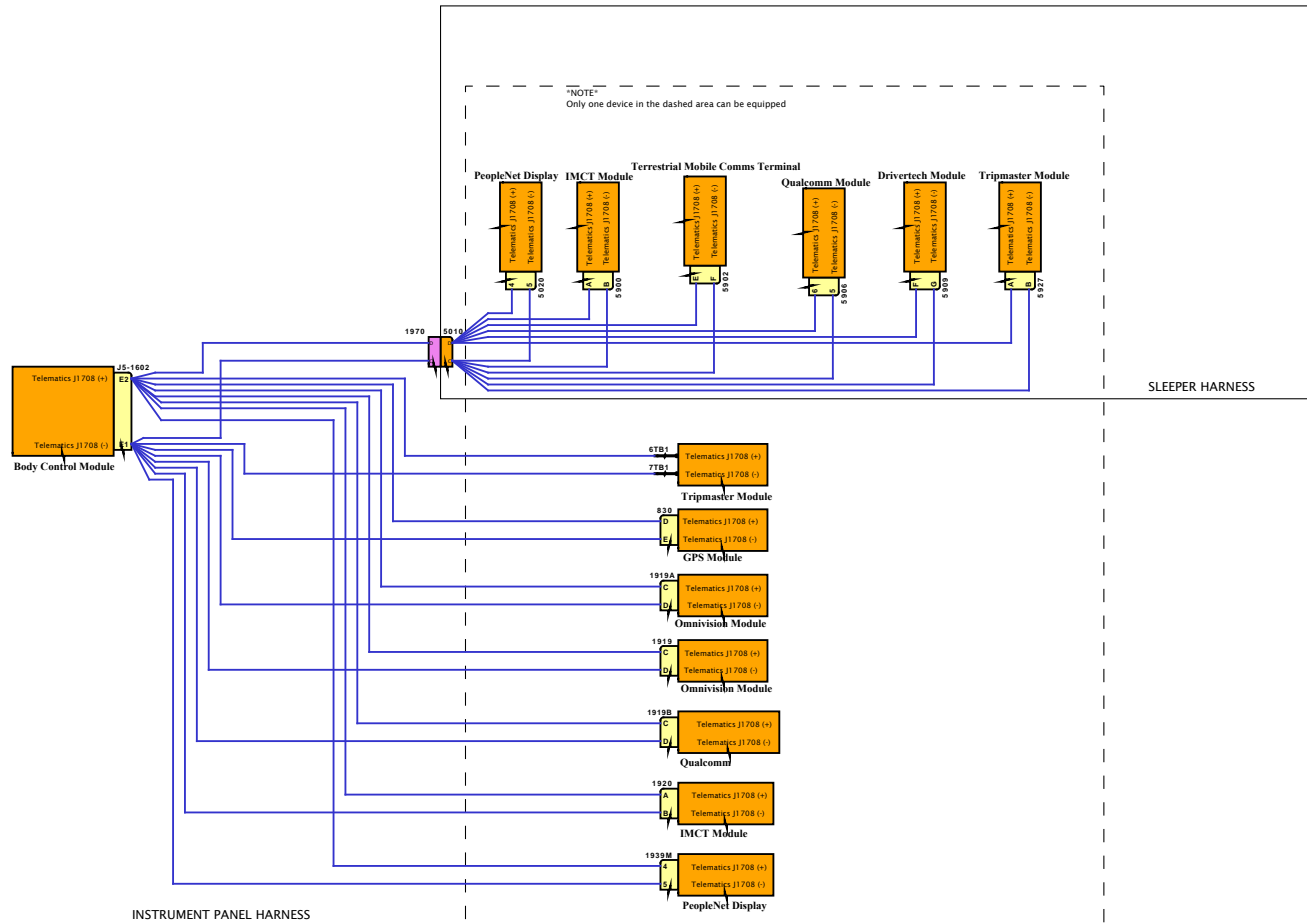 *NOTE*
Only one device in the dashed area can be equipped
PeopleNet Display
IMCT Module
Terrestrial Mobile Comms Terminal
Qualcomm Module
Drivertech Module
Tripmaster Module
Telematics J1708 (+)
Telematics J1708 (-)
4
5
5020
Telematics J1708 (+)
Telematics J1708 (-)
A
B
5900
Telematics J1708 (+)
Telematics J1708 (-)
E
F
5902
Telematics J1708 (+)
Telematics J1708 (-)
6
5
5906
Telematics J1708 (+)
Telematics J1708 (-)
F
G
5909
Telematics J1708 (+)
Telematics J1708 (-)
A
B
5927
1970
5010
D
D
C
SLEEPER HARNESS
J5-1602
Telematics J1708 (+)
E2
Telematics J1708 (-)
E1
Body Control Module
6TB1
Telematics J1708 (+)
7TB1
Telematics J1708 (-)
Tripmaster Module
830
D
Telematics J1708 (+)
E
Telematics J1708 (-)
GPS Module
1919A
C
Telematics J1708 (+)
D
Telematics J1708 (-)
Omnivision Module
1919
C
Telematics J1708 (+)
D
Telematics J1708 (-)
Omnivision Module
1919B
C
Telematics J1708 (+)
D
Telematics J1708 (-)
Qualcomm
1920
A
Telematics J1708 (+)
B
Telematics J1708 (-)
IMCT Module
1939M
4
Telematics J1708 (+)
5
Telematics J1708 (-)
PeopleNet Display
INSTRUMENT PANEL HARNESS